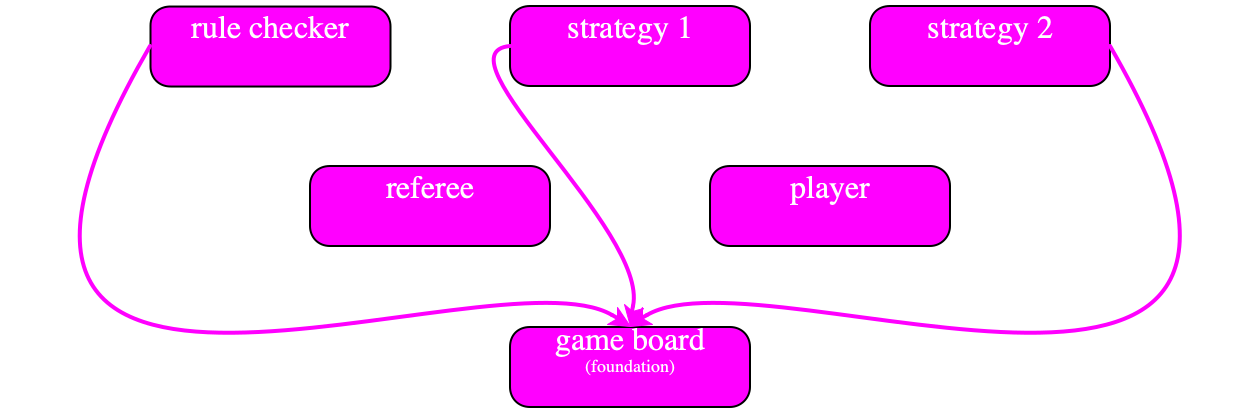 rule checker
strategy 1
strategy 2
referee
player
game board
(foundation)